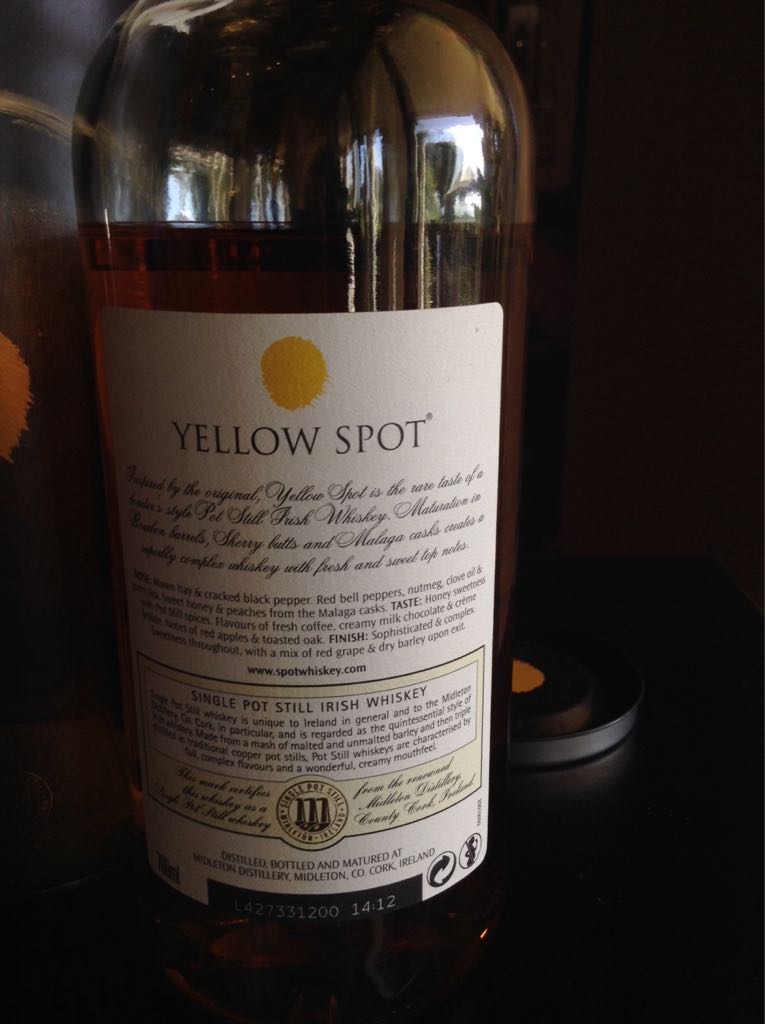 YELLOW SPOT®
Inspired by the original, Yellow Spot is the rare taste of a
bonder's style Pot Still Irish Whiskey. Maturation in
Bourbon barrels, Sherry butts and Malaga casks creates a
superbly complex whiskey with fresh and sweet top notes.
NOSE: Mown hay & cracked black pepper. Red bell peppers, nutmeg, clove oil &
Sweet honey & peaches from the Malaga casks. TASTE: Honey sweetness
with Pot Still spices. Flavours of fresh coffee, creamy milk chocolate & crème
Notes of red apples & toasted oak. FINISH: Sophisticated & complex.
Sweetness throughout, with a mix of red grape & dry barley upon exit.
www.spotwhiskey.com
SINGLE POT STILL IRISH WHISKEY
Single Pot Still whiskey is unique to Ireland in general and to the Midleton
Distillery, Co. Cork, in particular, and is regarded as the quintessential style of
Irish whiskey. Made from a mash of malted and unmalted barley and then triple
distilled in traditional copper pot stills, Pot Still whiskeys are characterised by
full, complex flavours and a wonderful, creamy mouthfeel.
This mark certifies
this whiskey as a
Single Pot Still whiskey
SINGLE POT STILL
MIDLETON - IRELAND
from the renowned
Midleton Distillery,
County Cork, Ireland.
DISTILLED, BOTTLED AND MATURED AT
MIDLETON DISTILLERY, MIDLETON, CO. CORK, IRELAND
700ml
L427331200 14:12